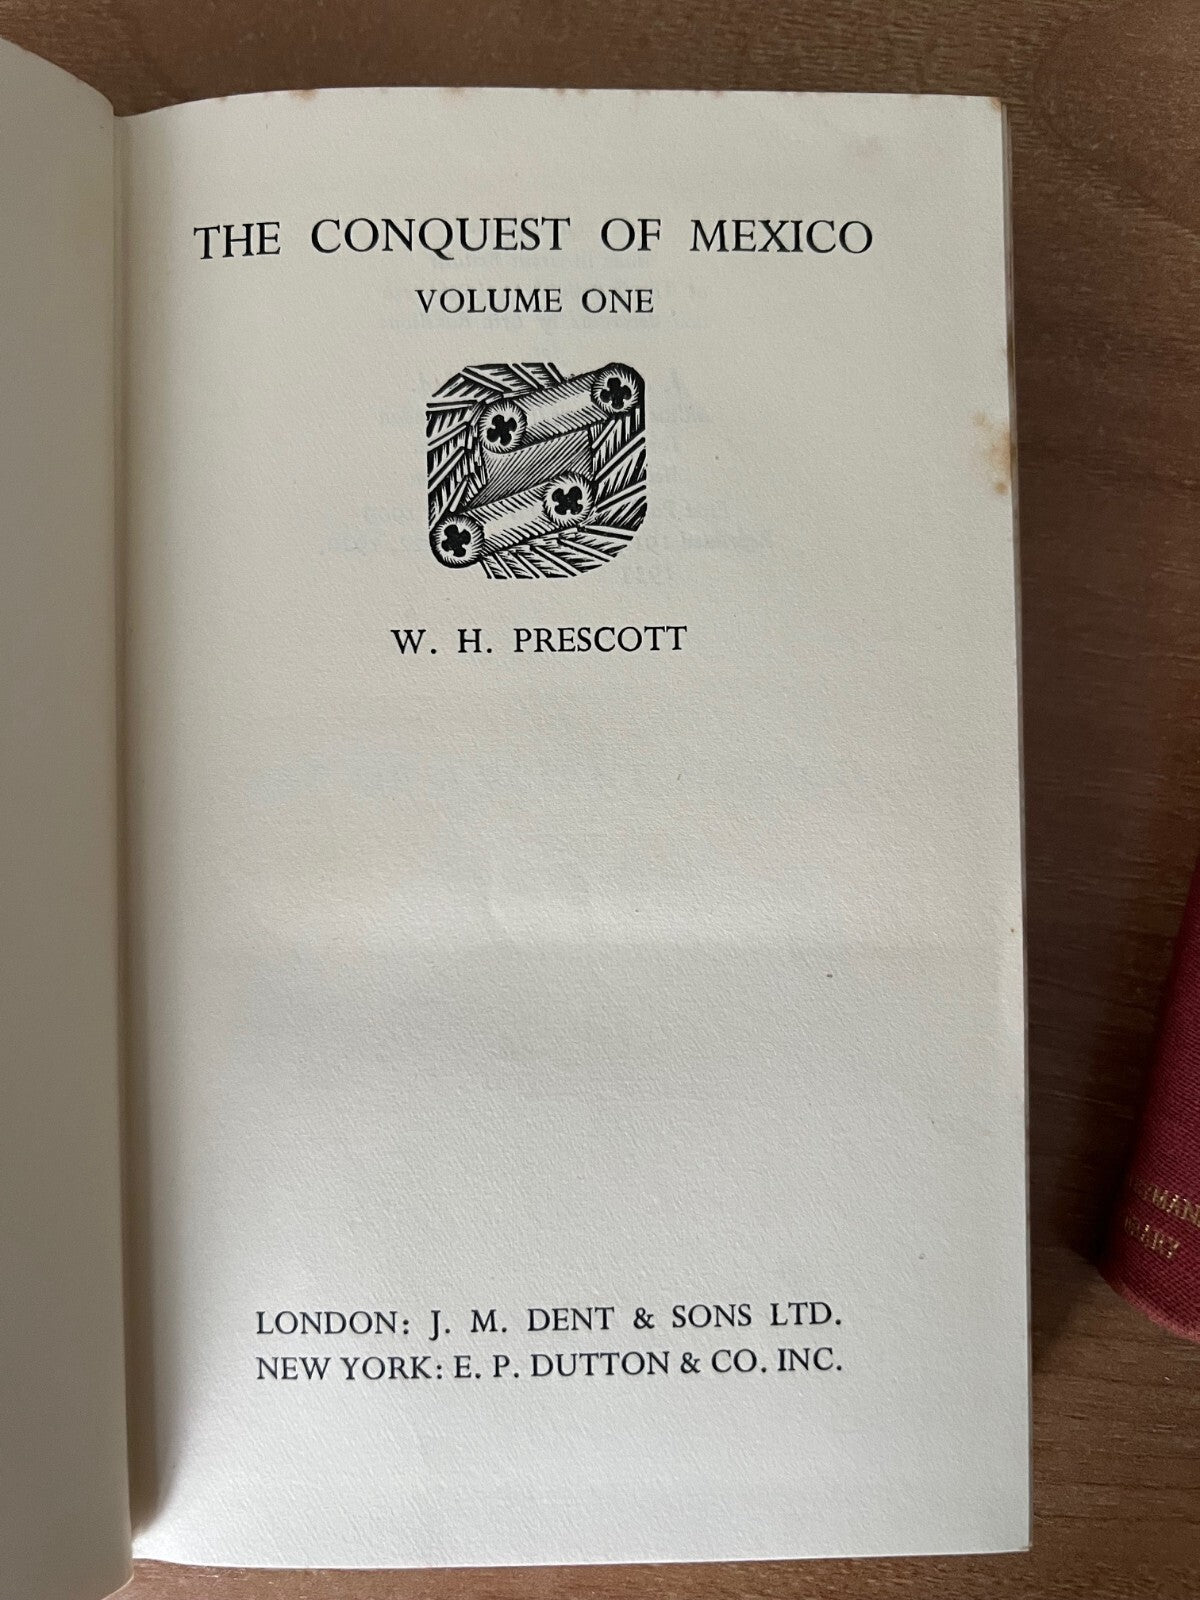 THE CONQUEST OF MEXICO
VOLUME ONE
W. H. PRESCOTT
LONDON: J. M. DENT & SONS LTD.
NEW YORK: E. P. DUTTON & CO. INC.